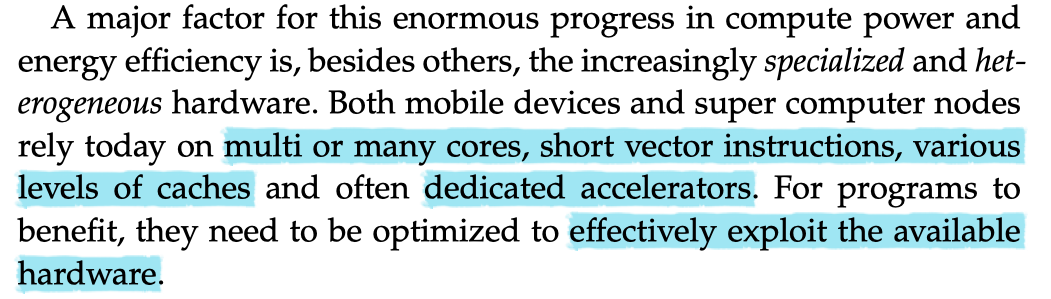 A major factor for this enormous progress in compute power and
energy efficiency is, besides others, the increasingly specialized and het-
erogeneous hardware. Both mobile devices and super computer nodes
rely today on multi or many cores, short vector instructions, various
levels of caches and often dedicated accelerators. For programs to
benefit, they need to be optimized to effectively exploit the available
hardware.